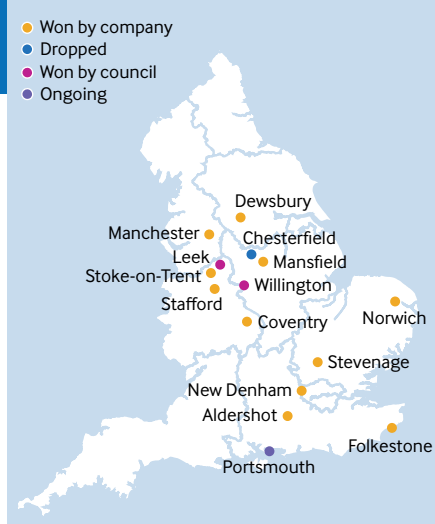 Won by company
Dropped
Won by council
Ongoing
Dewsbury
Manchester
Chesterfield
Leek
Mansfield
Stoke-on-Trent
Willington
Stafford
Norwich
Coventry
Stevenage
New Denham
Aldershot
Folkestone
Portsmouth